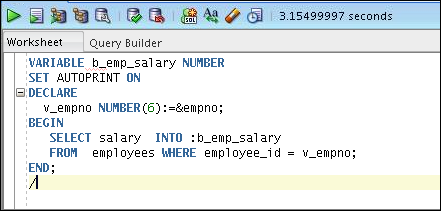 3.15499997 seconds
Worksheet Query Builder
VARIABLE b_emp_salary NUMBER
SET AUTOPRINT ON
DECLARE
v_empno NUMBER(6):=&empno;
BEGIN
SELECT salary INTO :b_emp_salary
FROM employees WHERE employee_id = v_empno;
END;
/